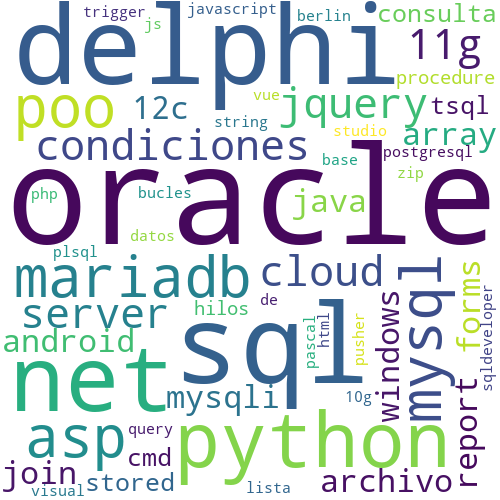 trigger
javascript
berlin
consulta
js
delphi
11g
procedure
poo
12c
vue
jquery
tsql
string
studio
array
condiciones
base
postgresql
oracle
zip
php
bucles
java
datos
plsql
mariadb
cloud
mysql
forms
sqldeveloper
server
hilos
de
sql
pascal
html
pusher
windows
android
net
mysqli
10g
report
asp
query
python
join
cmd
stored
archivo
visual
lista